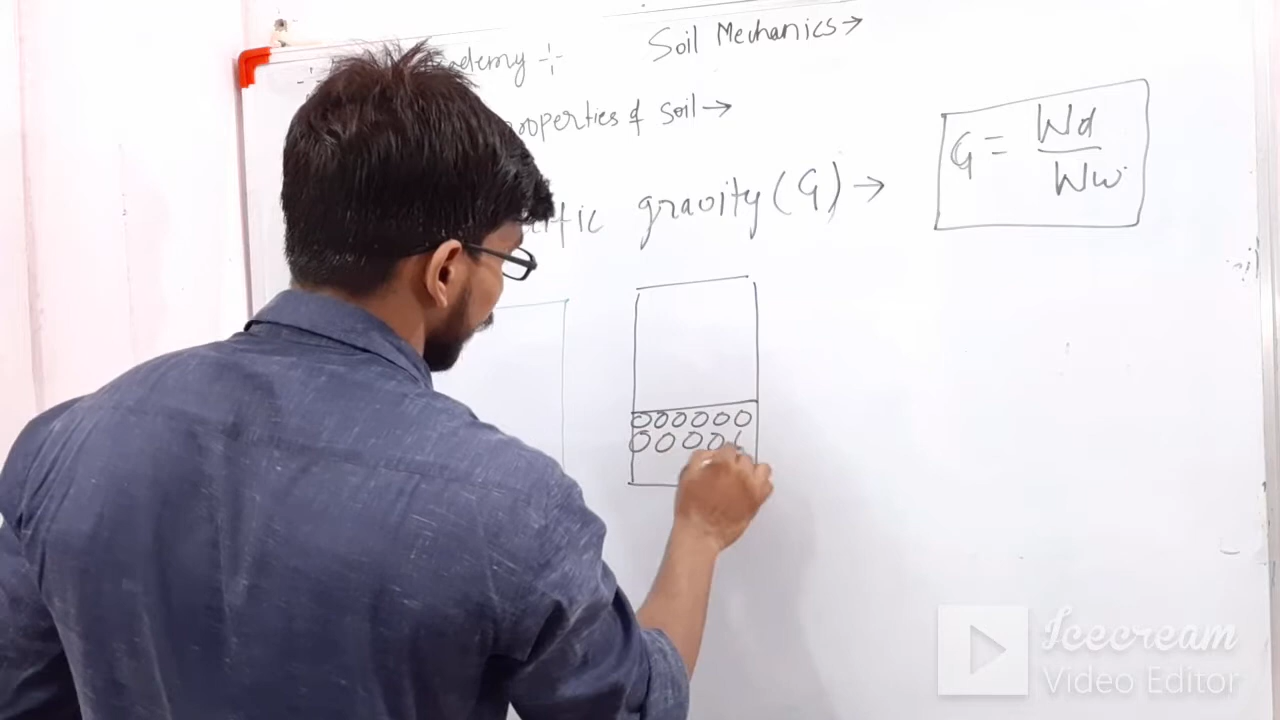 Soil Mechanics →
properties of soil →
gravity (G) →
G = Wd / Ww
Icecream
Video Editor